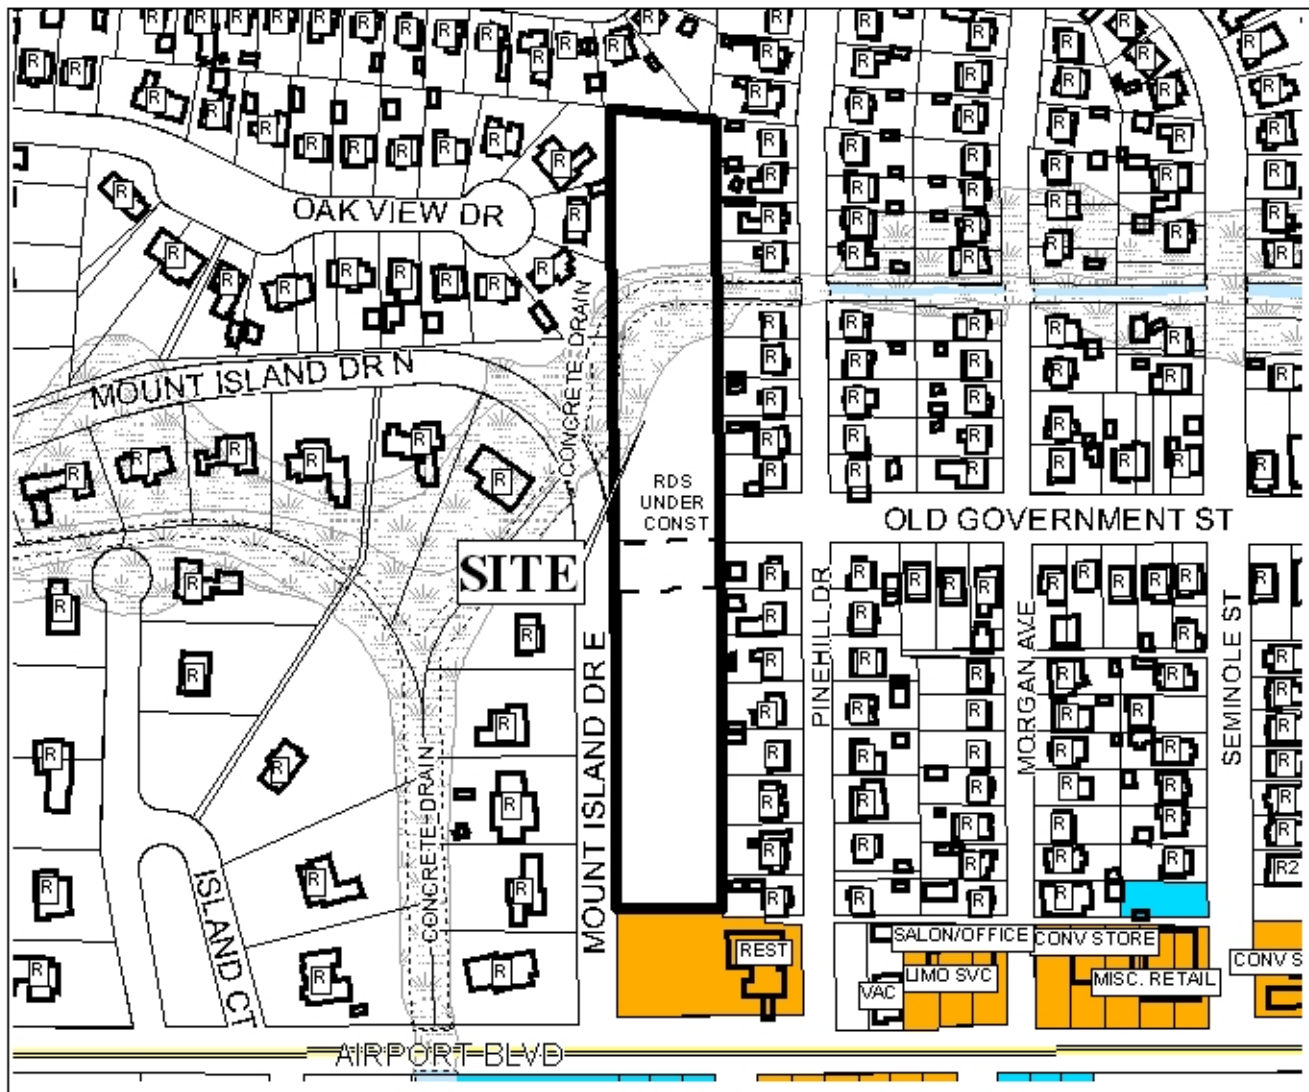 OAK VIEW DR
MOUNT ISLAND DR N
CONCRETE DRAIN
RDS
UNDER
CONST
OLD GOVERNMENT ST
SITE
PINEHILL DR
MORGAN AVE
SEMINOLE ST
MOUNT ISLAND DR E
CONCRETE DRAIN
ISLAND CT
R2
REST
SALON/OFFICE
CONV STORE
LIMO SVC
MISC. RETAIL
CONV S
VAC
AIRPORT BLVD